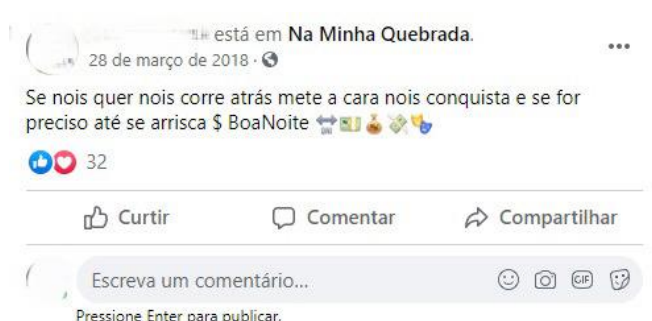 está em Na Minha Quebrada.
28 de março de 2018
Se nois quer nois corre atrás mete a cara nois conquista e se for
preciso até se arrisca $ BoaNoite
32
Curtir Comentar Compartilhar
Escreva um comentário... GIF
Pressione Enter para publicar.